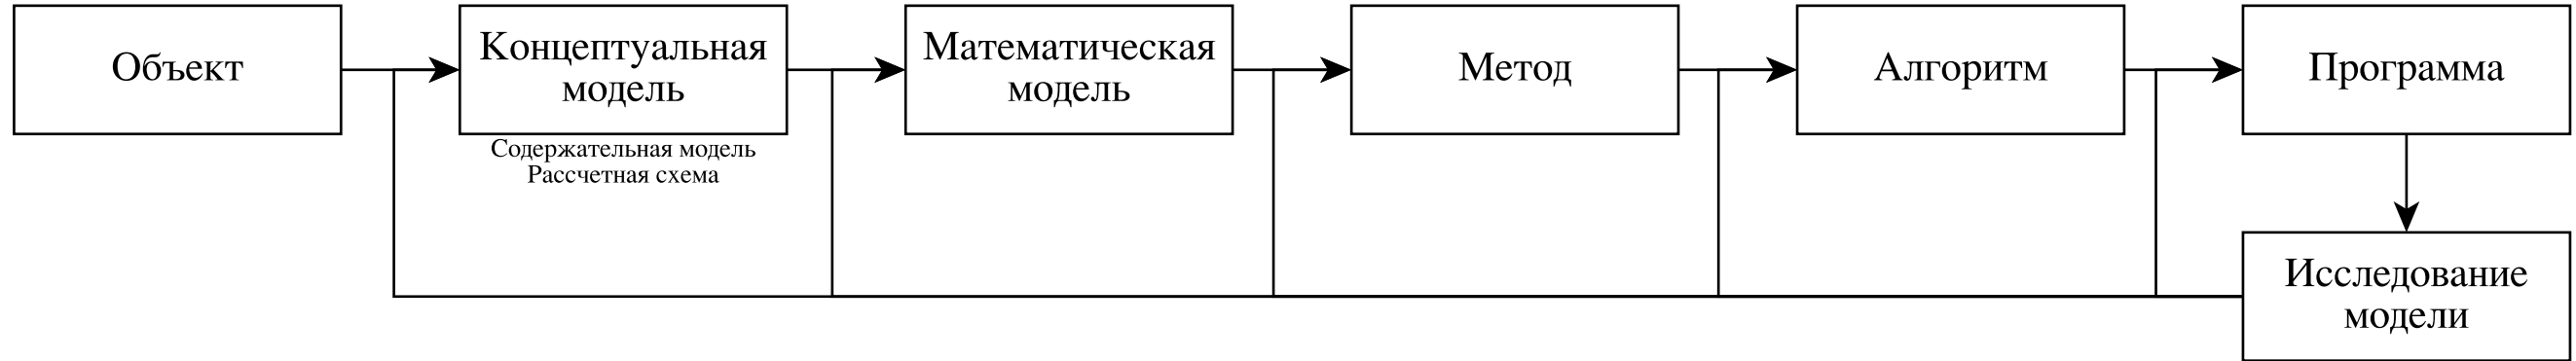 Объект
Концептуальная
модель
Содержательная модель
Рассчетная схема
Математическая
модель
Метод
Алгоритм
Программа
Исследование
модели